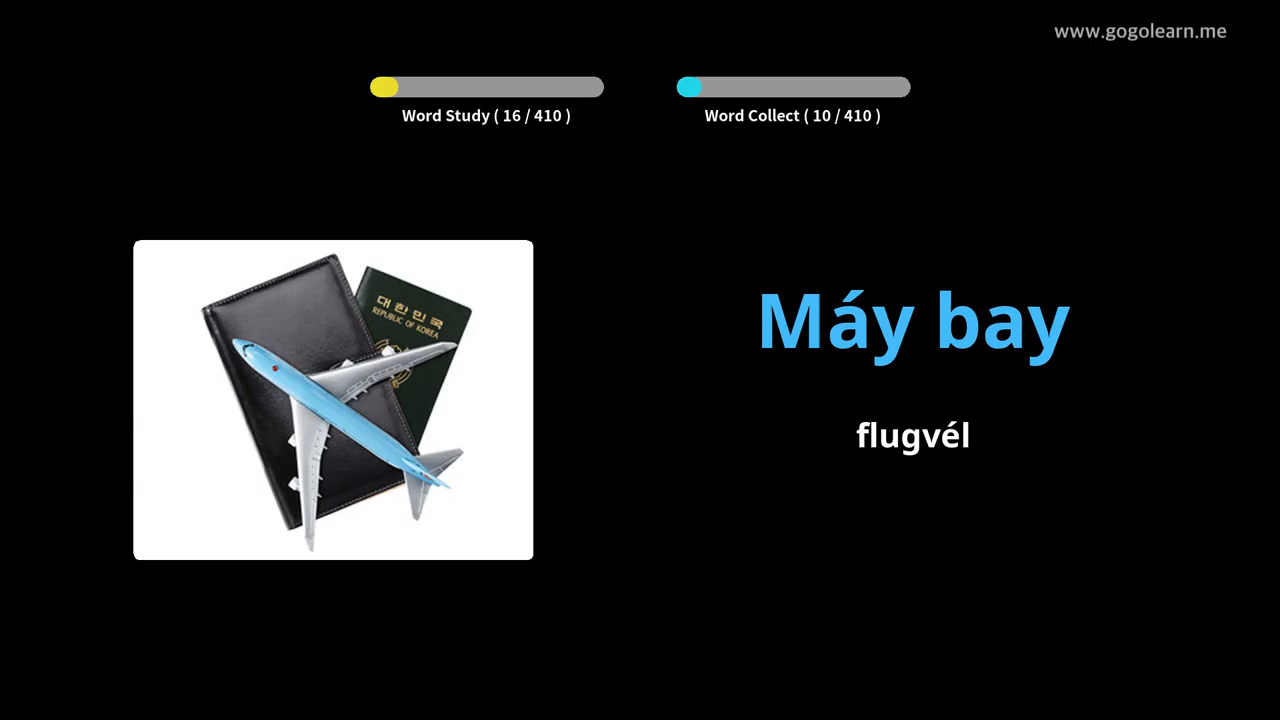 www.gogolearn.me
Word Study ( 16 / 410 )
Word Collect ( 10 / 410 )
대한민국
REPUBLIC OF KOREA
Máy bay
flugvél